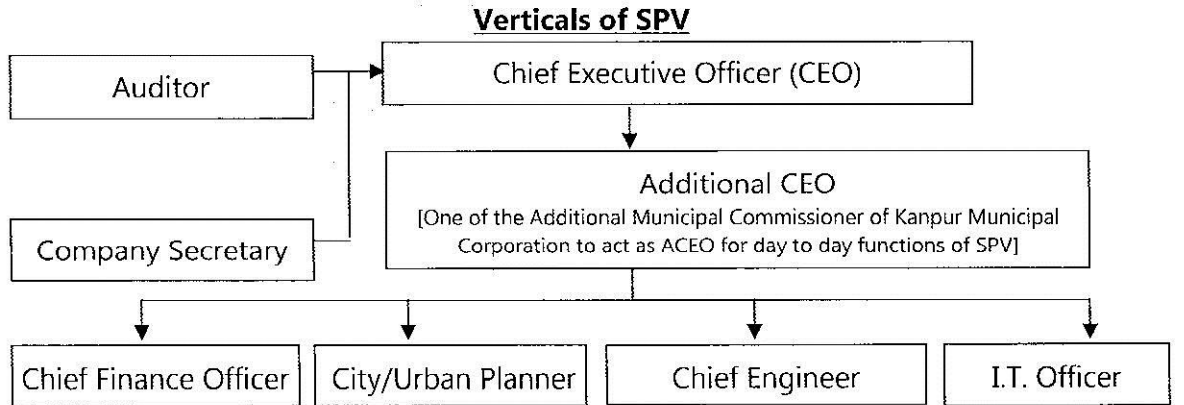 Verticals of SPV
Auditor
Chief Executive Officer (CEO)
Additional CEO
[One of the Additional Municipal Commissioner of Kanpur Municipal
Corporation to act as ACEO for day to day functions of SPV]
Company Secretary
Chief Finance Officer
City/Urban Planner
Chief Engineer
I.T. Officer